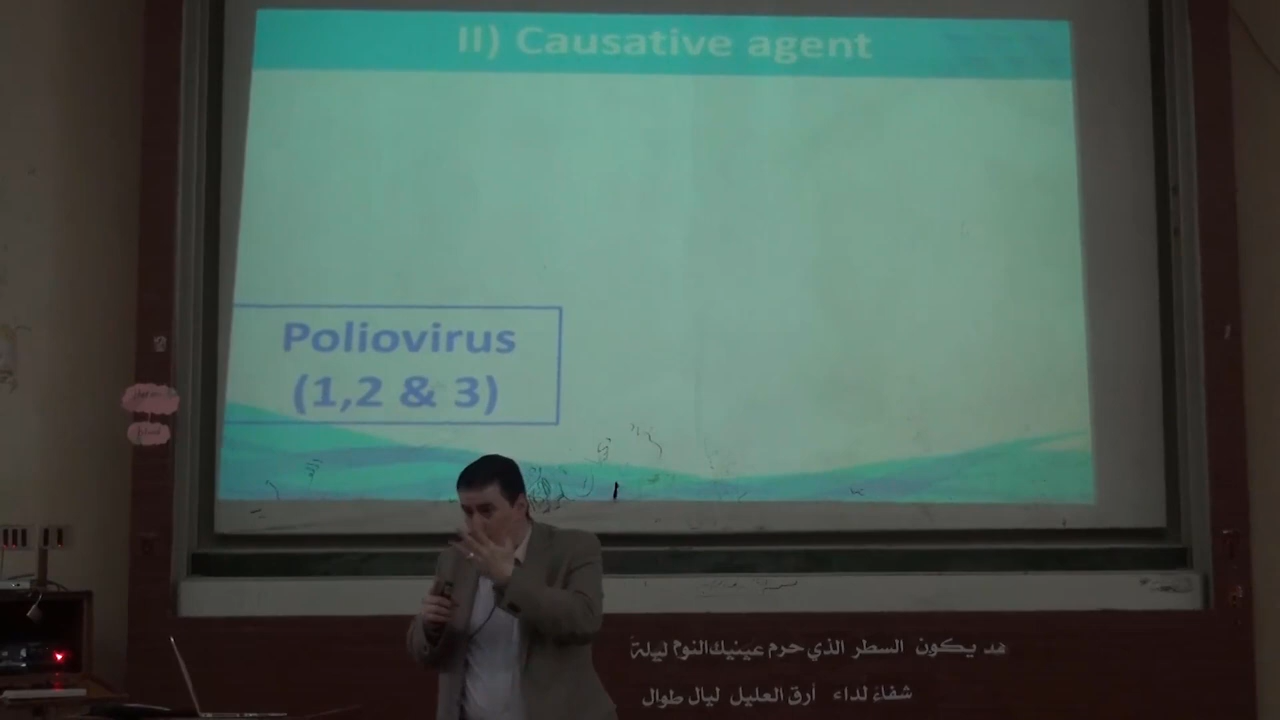 II) Causative agent
Poliovirus
(1,2 & 3)
قد يكون السطر الذي حرم عينيك النوم ليلة
شفاءً لداء أرق العليل ليال طوال